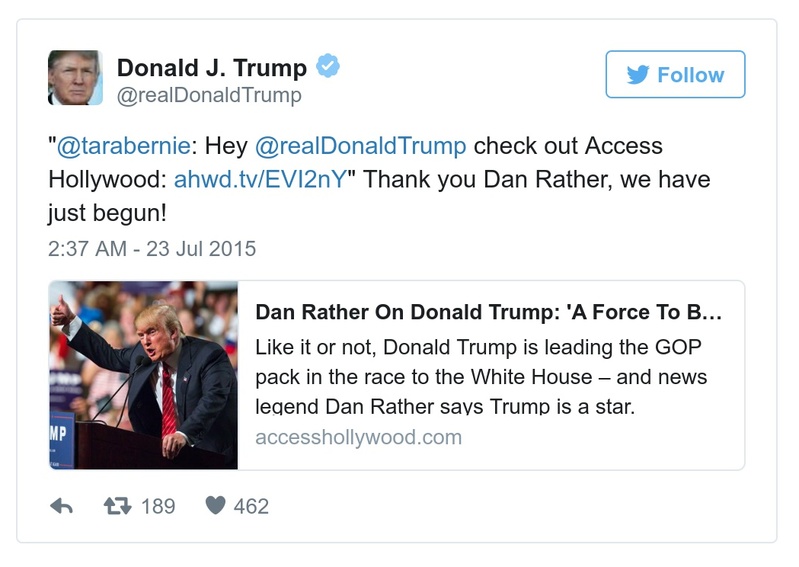 Donald J. Trump
@realDonaldTrump
Follow
"@tarabernie: Hey @realDonaldTrump check out Access
Hollywood: ahwd.tv/EVI2nY" Thank you Dan Rather, we have
just begun!
2:37 AM - 23 Jul 2015
Dan Rather On Donald Trump: 'A Force To B...
Like it or not, Donald Trump is leading the GOP
pack in the race to the White House – and news
legend Dan Rather says Trump is a star.
accesshollywood.com
MP
189
462